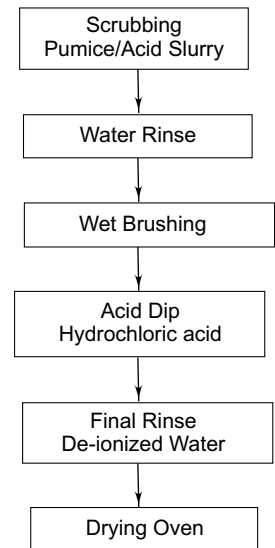 Scrubbing
Pumice/Acid Slurry
Water Rinse
Wet Brushing
Acid Dip
Hydrochloric acid
Final Rinse
De-ionized Water
Drying Oven